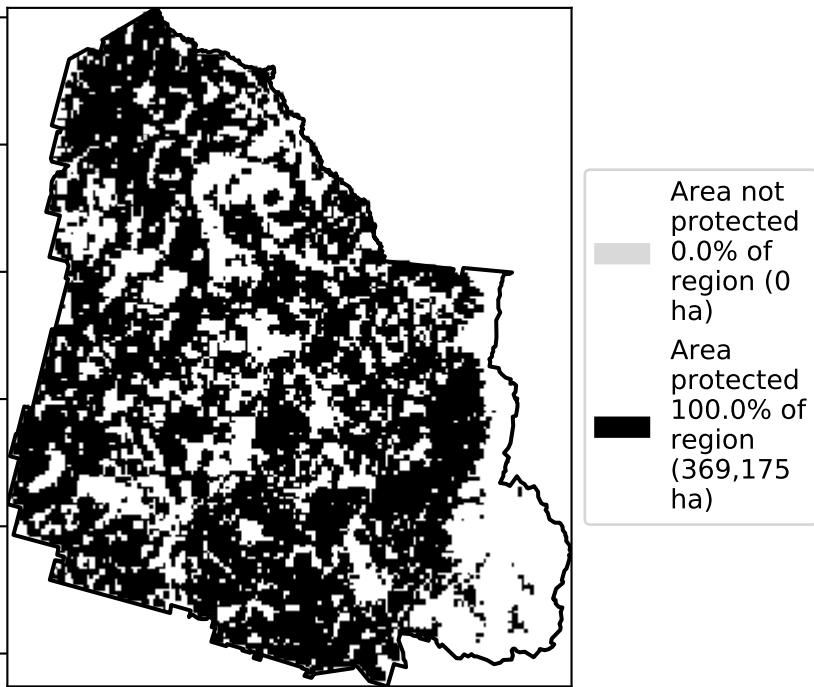 Area not
protected
0.0% of
region (0
ha)
Area
protected
100.0% of
region
(369,175
ha)